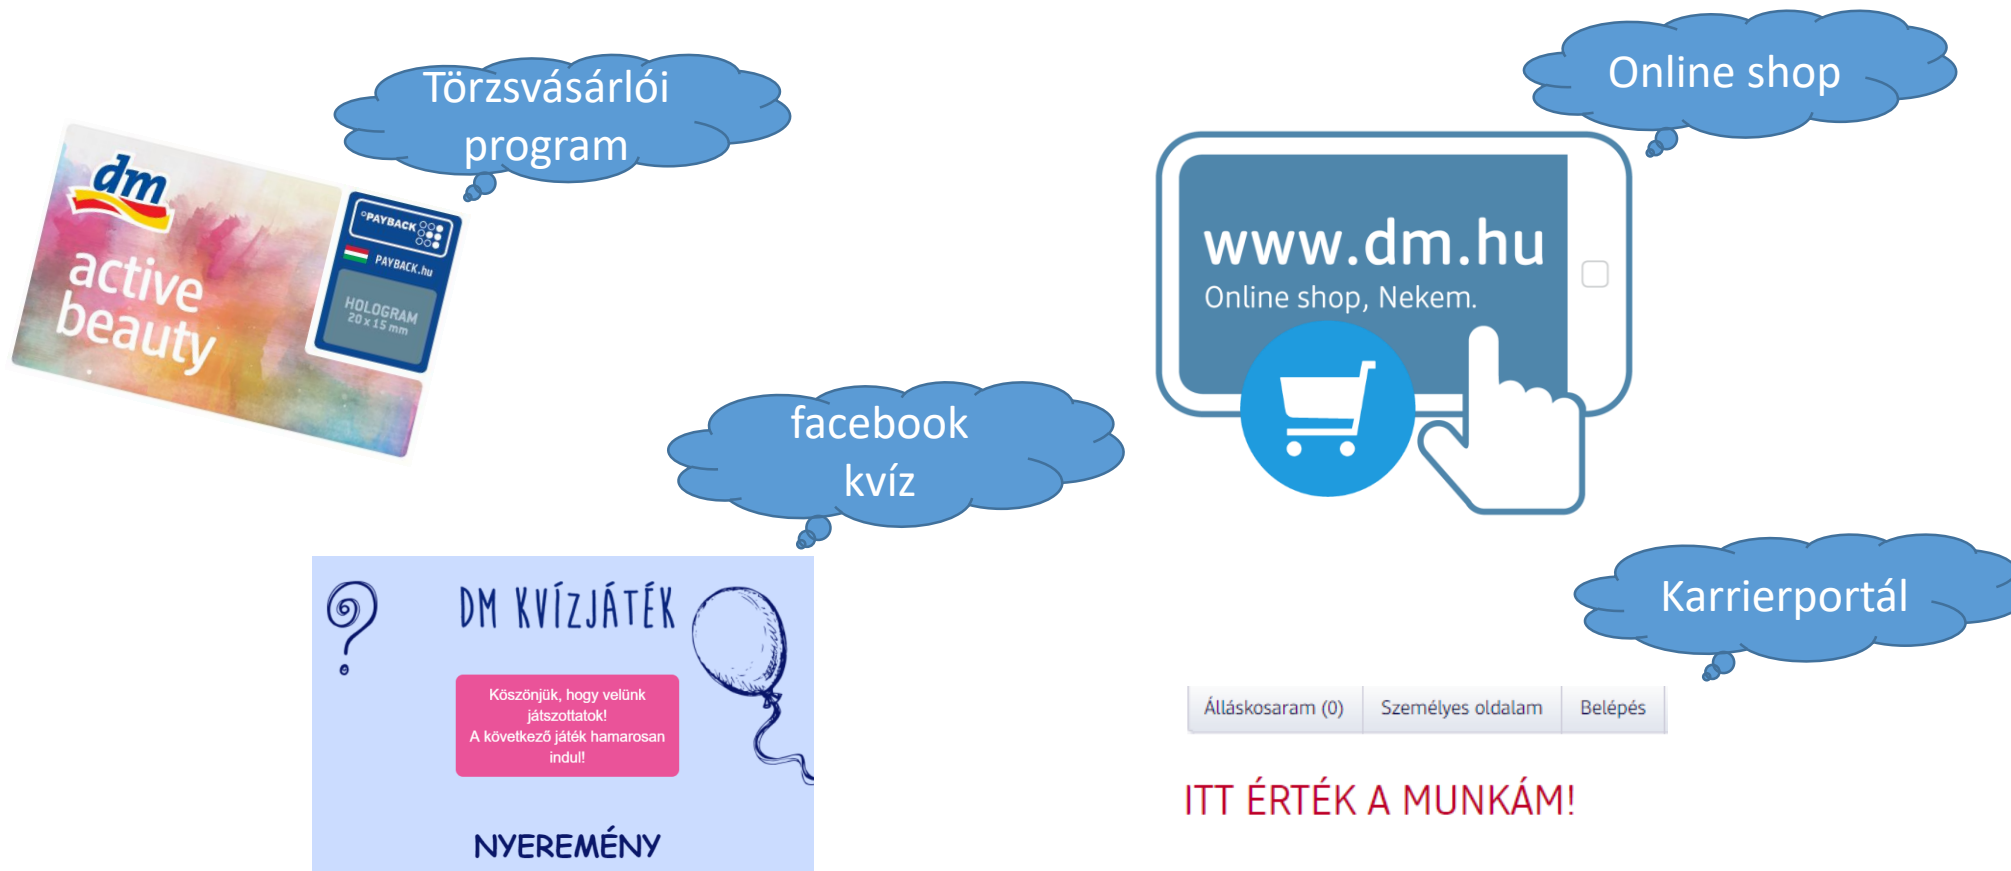 Törzsvásárlói
program
dm
active
beauty
°PAYBACK
PAYBACK.hu
HOLOGRAM
20 x 15 mm
Online shop
www.dm.hu
Online shop, Nekem.
facebook
kvíz
DM KVÍZJÁTÉK
Köszönjük, hogy velünk
játszottatok!
A következő játék hamarosan
indul!
NYEREMÉNY
Karrierportál
Álláskosaram (0)
Személyes oldalam
Belépés
ITT ÉRTÉK A MUNKÁM!